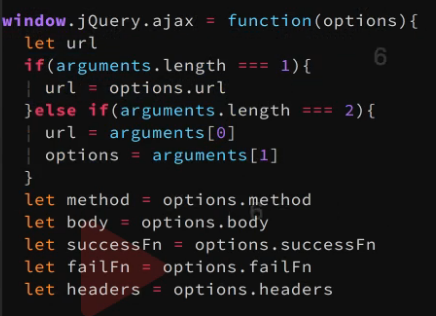 window.jQuery.ajax = function(options){
let url
if(arguments.length === 1){
url = options.url
}else if(arguments.length === 2){
url = arguments[0]
options = arguments[1]
}
let method = options.method
let body = options.body
let successFn = options.successFn
let failFn = options.failFn
let headers = options.headers
6
6